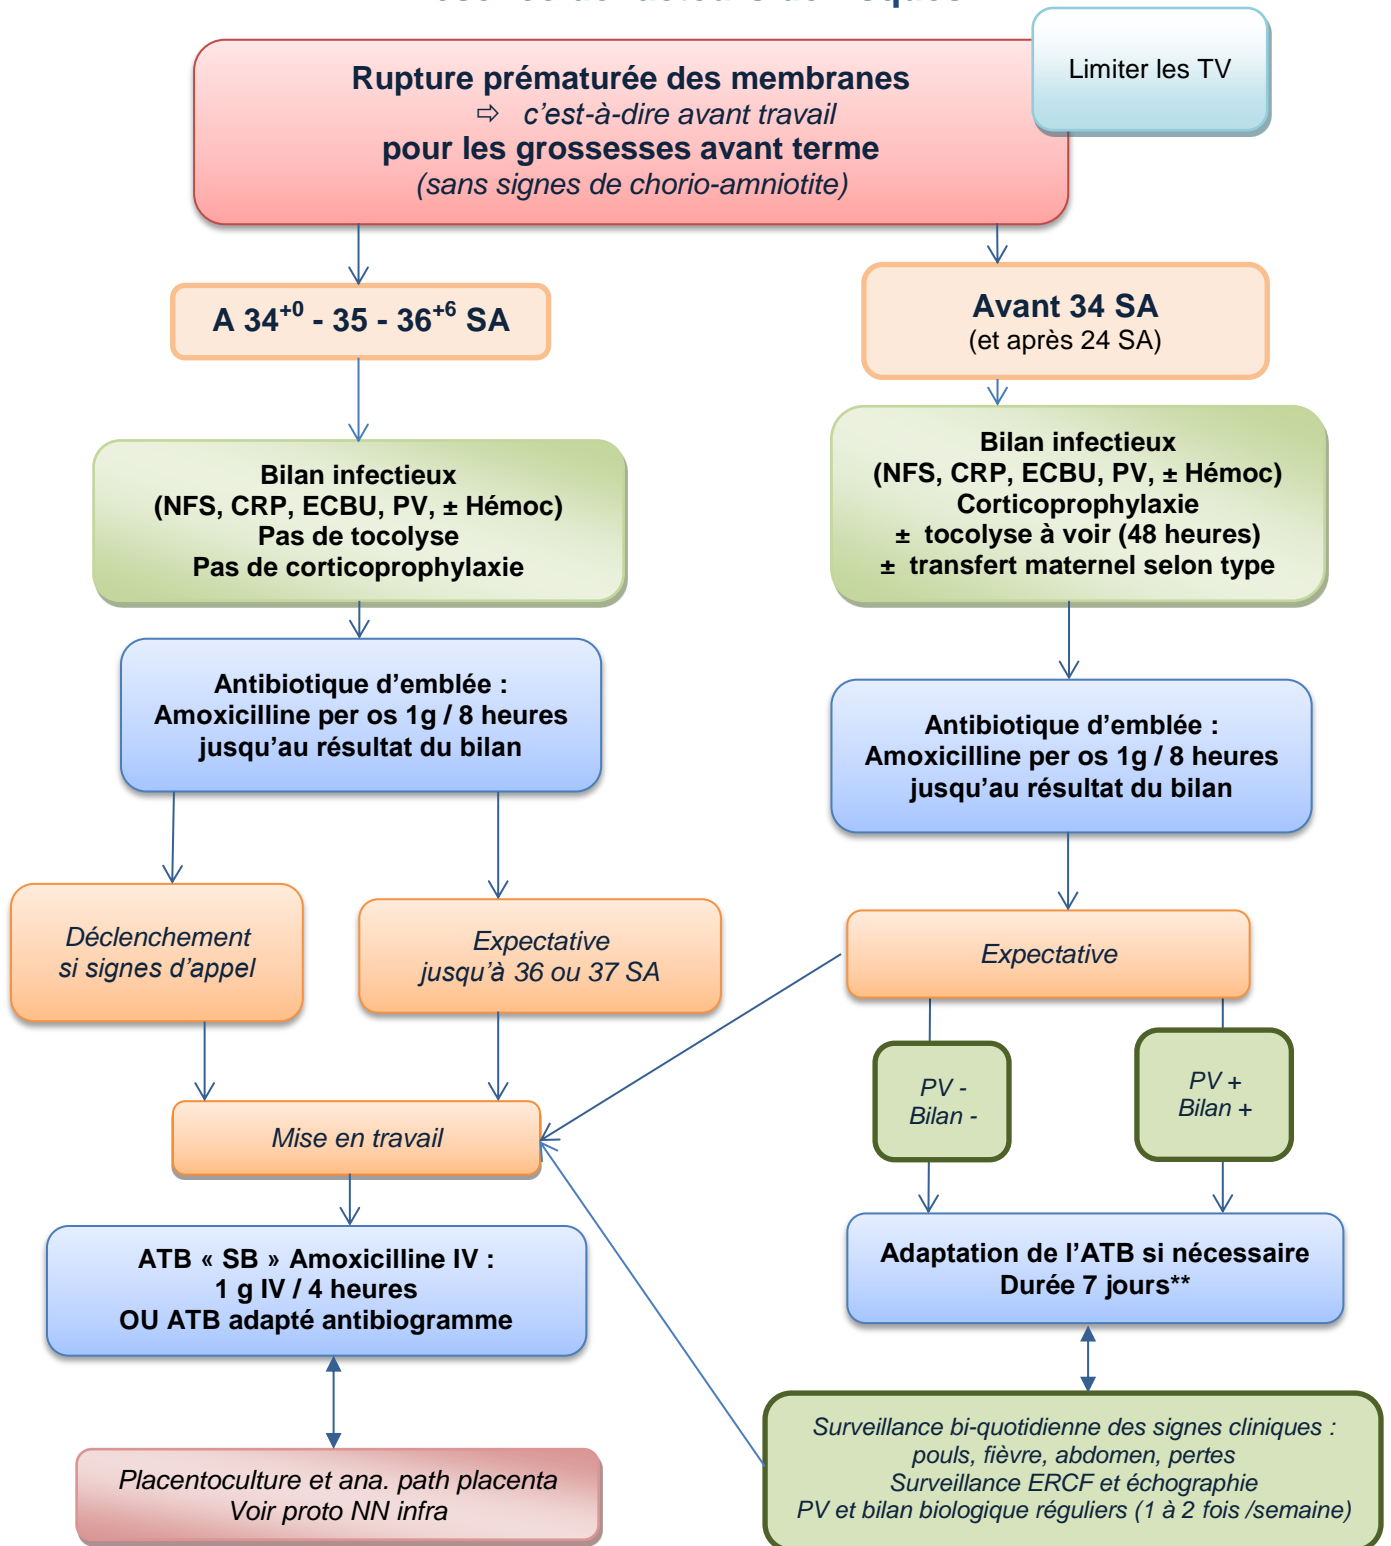 Rupture prématurée des membranes
⇨ c'est-à-dire avant travail
pour les grossesses avant terme
(sans signes de chorio-amniotite)
Limiter les TV
A 34+0 - 35 - 36+6 SA
Avant 34 SA
(et après 24 SA)
Bilan infectieux
(NFS, CRP, ECBU, PV, ± Hémoc)
Pas de tocolyse
Pas de corticoprophylaxie
Bilan infectieux
(NFS, CRP, ECBU, PV, ± Hémoc)
Corticoprophylaxie
± tocolyse à voir (48 heures)
± transfert maternel selon type
Antibiotique d'emblée :
Amoxicilline per os 1g / 8 heures
jusqu'au résultat du bilan
Antibiotique d'emblée :
Amoxicilline per os 1g / 8 heures
jusqu'au résultat du bilan
Déclenchement
si signes d'appel
Expectative
jusqu'à 36 ou 37 SA
Expectative
PV -
Bilan -
PV +
Bilan +
Mise en travail
ATB « SB » Amoxicilline IV :
1 g IV / 4 heures
OU ATB adapté antibiogramme
Adaptation de l'ATB si nécessaire
Durée 7 jours**
Placentoculture et ana. path placenta
Voir proto NN infra
Surveillance bi-quotidienne des signes cliniques :
pouls, fièvre, abdomen, pertes
Surveillance ERCF et échographie
PV et bilan biologique réguliers (1 à 2 fois /semaine)